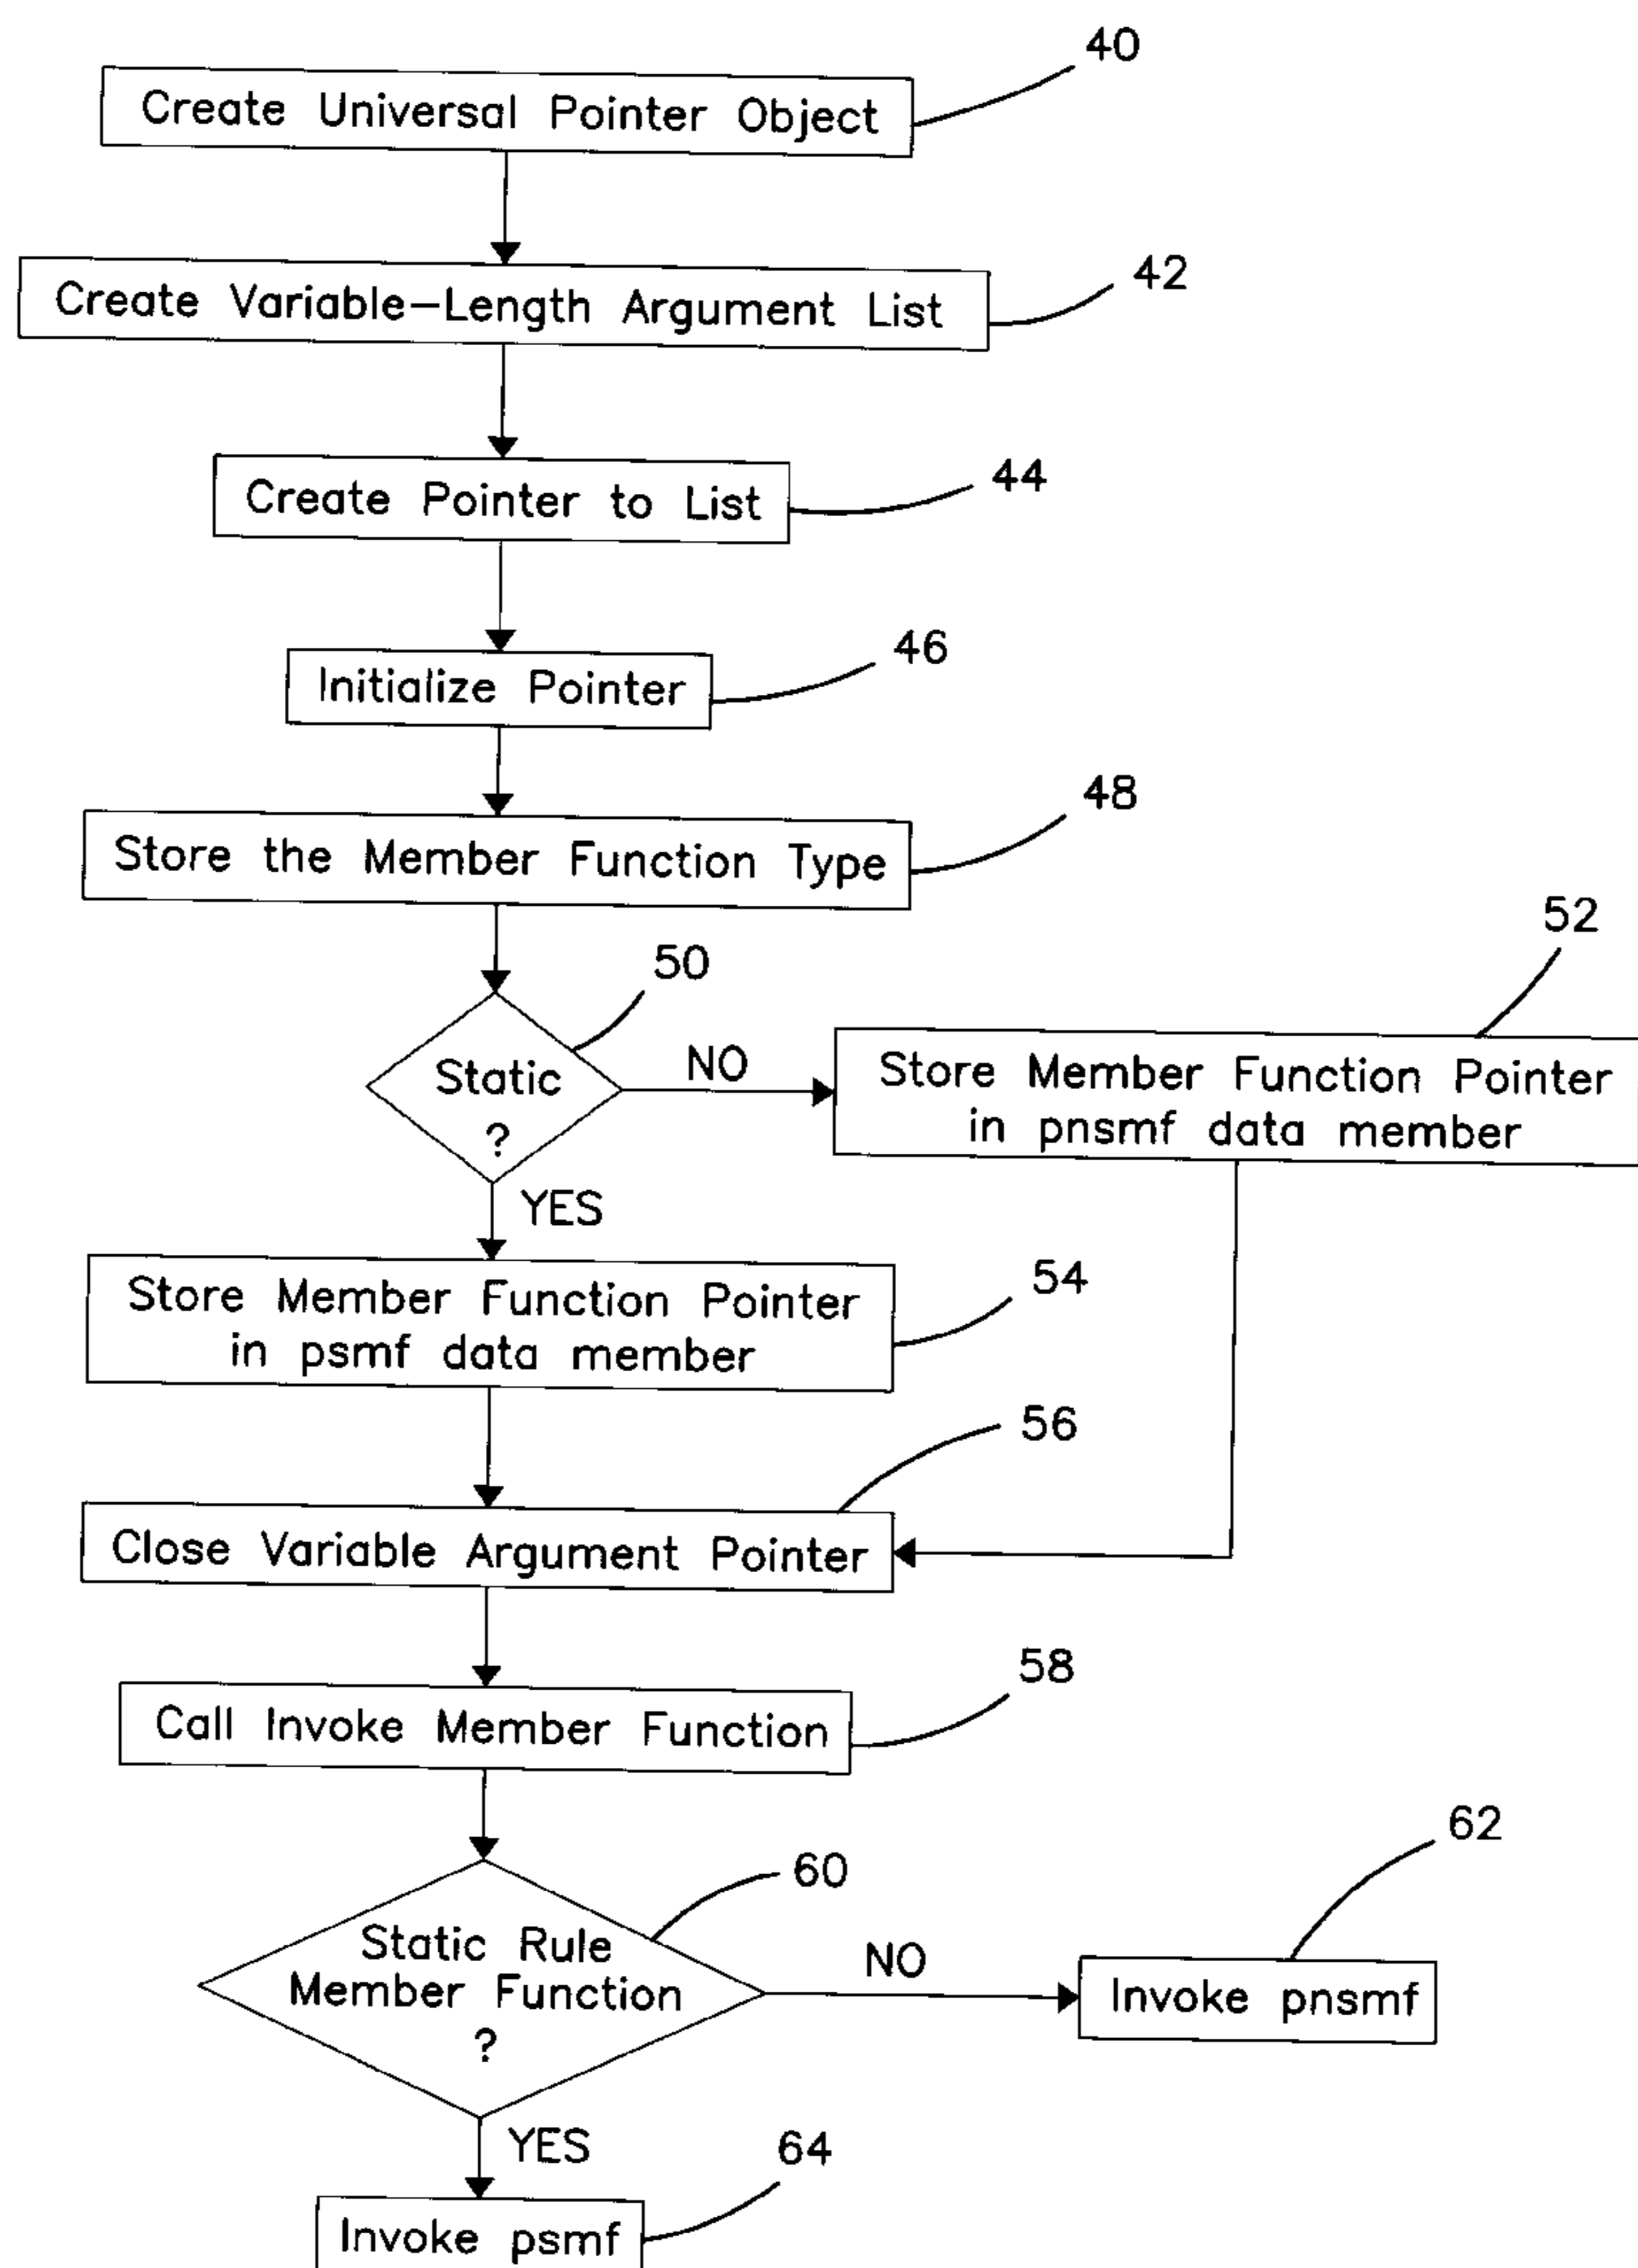 40
Create Universal Pointer Object
42
Create Variable-Length Argument List
44
Create Pointer to List
46
Initialize Pointer
48
Store the Member Function Type
50
52
Static
?
NO
Store Member Function Pointer
in pnsmf data member
YES
54
Store Member Function Pointer
in psmf data member
56
Close Variable Argument Pointer
58
Call Invoke Member Function
60
62
Static Rule
Member Function
?
NO
Invoke pnsmf
YES
64
Invoke psmf